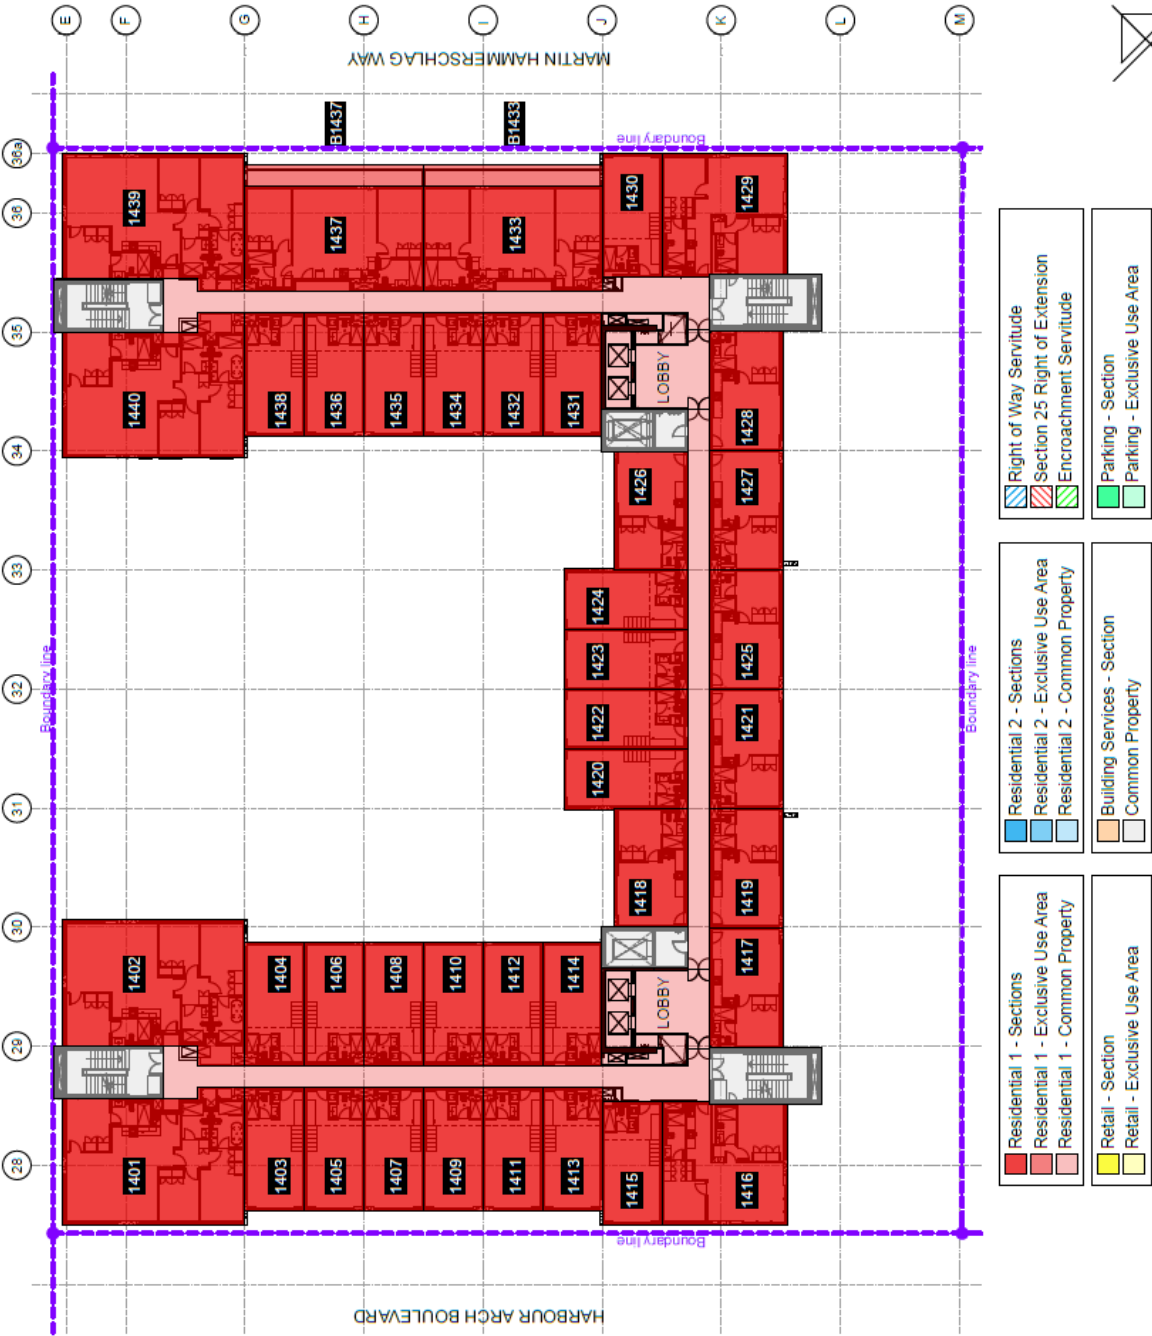 E
F
G
H
I
J
K
L
M
MARTIN HAMMERSCHLAG WAY
B1437
B1433
Boundary line
36a
36
35
34
33
32
31
30
29
28
1439
1437
1433
1430
1429
1440
1438
1436
1435
1434
1432
1431
LOBBY
1428
1426
1427
1424
1423
1425
1422
1421
1420
1418
1419
1402
1404
1406
1408
1410
1412
1414
LOBBY
1417
1401
1403
1405
1407
1409
1411
1413
1415
1416
Boundary line
Boundary line
Boundary line
HARBOUR ARCH BOULEVARD
Residential 1 - Sections
Residential 1 - Exclusive Use Area
Residential 1 - Common Property
Retail - Section
Retail - Exclusive Use Area
Residential 2 - Sections
Residential 2 - Exclusive Use Area
Residential 2 - Common Property
Building Services - Section
Common Property
Right of Way Servitude
Section 25 Right of Extension
Encroachment Servitude
Parking - Section
Parking - Exclusive Use Area